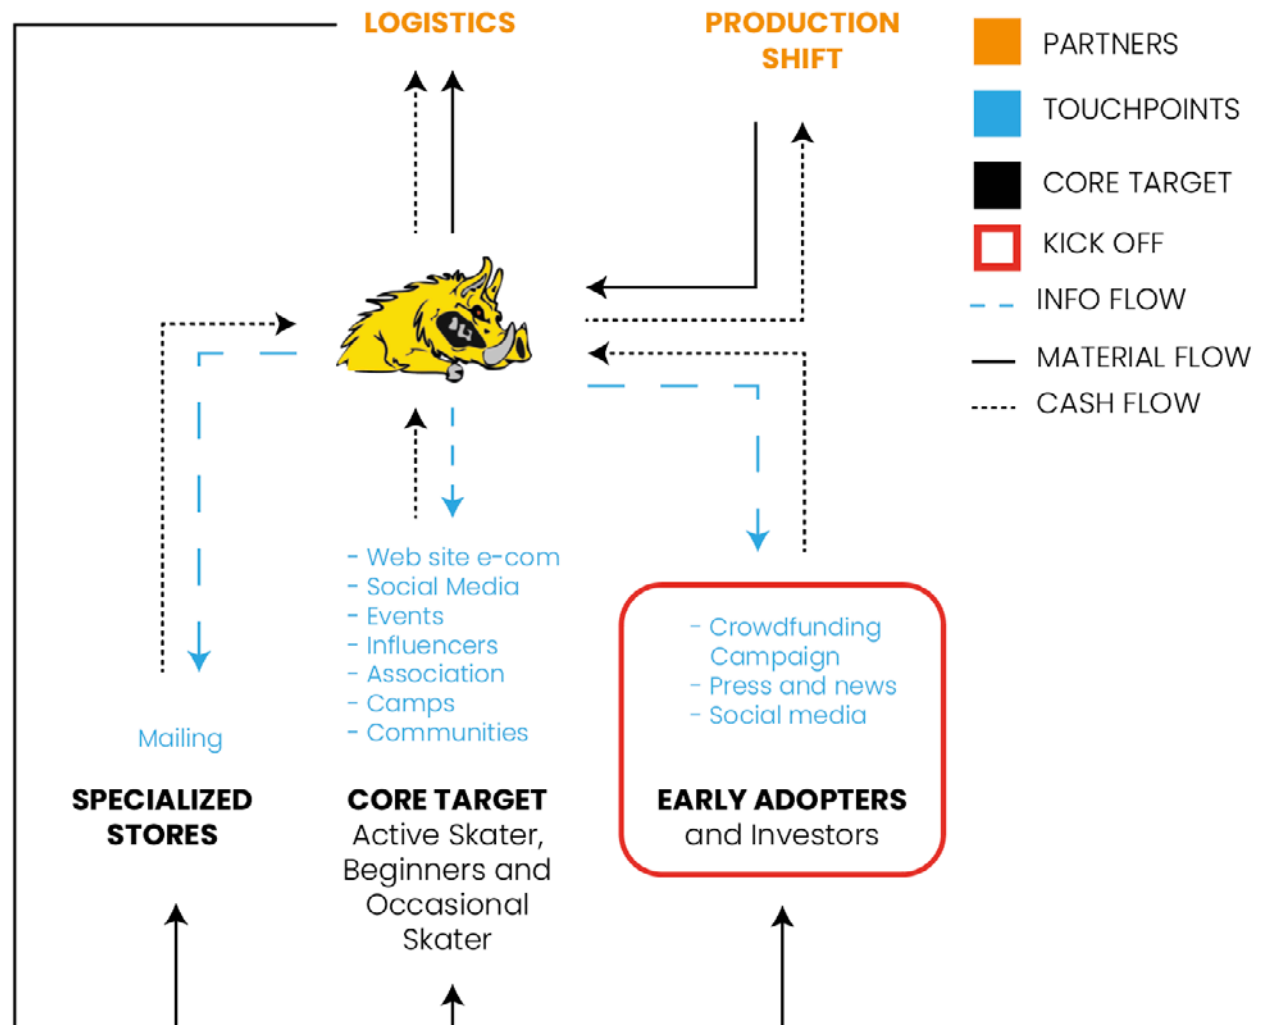 LOGISTICS
PRODUCTION
SHIFT
PARTNERS
TOUCHPOINTS
CORE TARGET
KICK OFF
INFO FLOW
MATERIAL FLOW
CASH FLOW
- Web site e-com
- Social Media
- Events
- Influencers
- Association
- Camps
- Communities
- Crowdfunding
Campaign
- Press and news
- Social media
Mailing
SPECIALIZED
STORES
CORE TARGET
Active Skater,
Beginners and
Occasional
Skater
EARLY ADOPTERS
and Investors